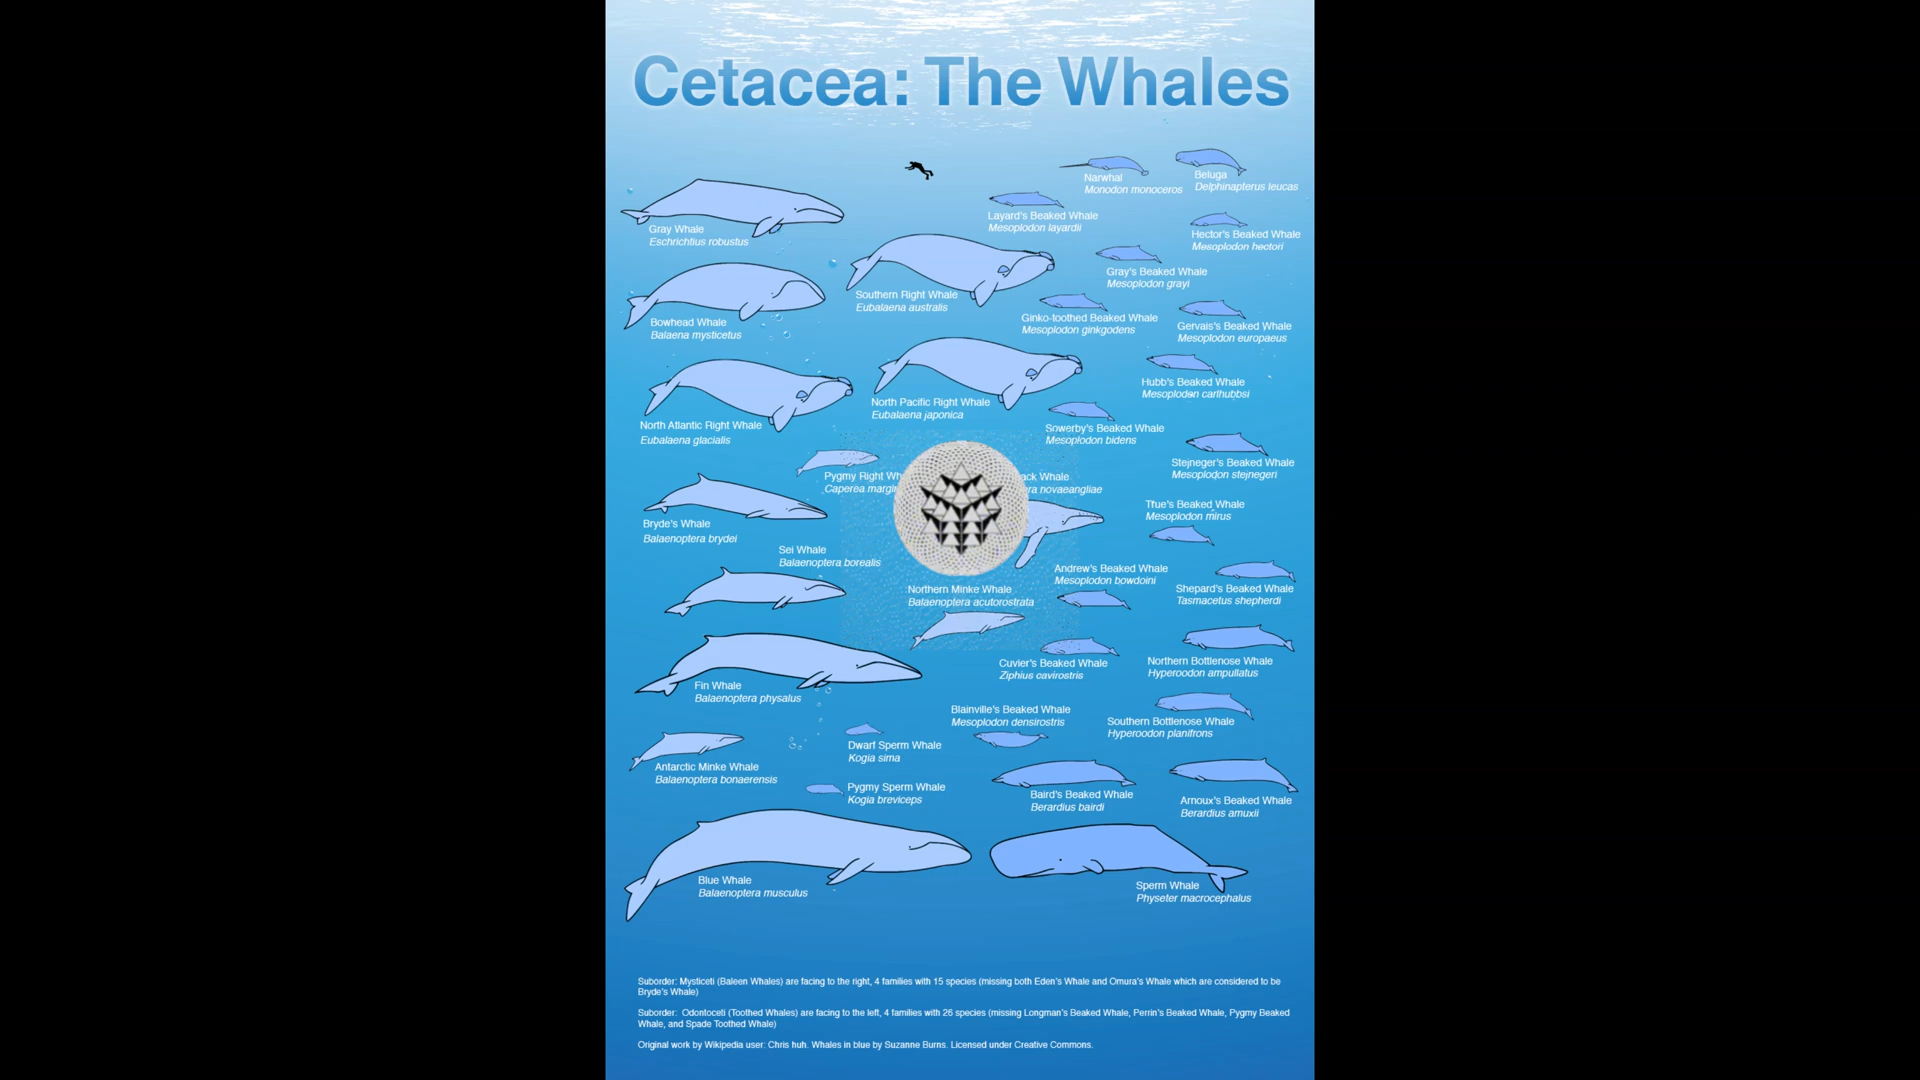 Cetacea: The Whales
Narwhal
Monodon monoceros
Beluga
Delphinapterus leucas
Layard's Beaked Whale
Mesoplodon layardii
Gray Whale
Eschrichtius robustus
Hector's Beaked Whale
Mesoplodon hectori
Gray's Beaked Whale
Mesoplodon grayi
Southern Right Whale
Eubalaena australis
Bowhead Whale
Balaena mysticetus
Ginko-toothed Beaked Whale
Mesoplodon ginkgodens
Gervais's Beaked Whale
Mesoplodon europaeus
Hubb's Beaked Whale
Mesoplodon carlhubbsi
North Pacific Right Whale
Eubalaena japonica
North Atlantic Right Whale
Eubalaena glacialis
Sowerby's Beaked Whale
Mesoplodon bidens
Stejneger's Beaked Whale
Mesoplodon stejnegeri
Pygmy Right Wh
Caperea margin
ack Whale
era novaeangliae
True's Beaked Whale
Mesoplodon mirus
Bryde's Whale
Balaenoptera brydei
Sei Whale
Balaenoptera borealis
Andrew's Beaked Whale
Mesoplodon bowdoini
Shepard's Beaked Whale
Tasmacetus shepherdi
Northern Minke Whale
Balaenoptera acutorostrata
Cuvier's Beaked Whale
Ziphius cavirostris
Northern Bottlenose Whale
Hyperoodon ampullatus
Fin Whale
Balaenoptera physalus
Blainville's Beaked Whale
Mesoplodon densirostris
Southern Bottlenose Whale
Hyperoodon planifrons
Dwarf Sperm Whale
Kogia sima
Antarctic Minke Whale
Balaenoptera bonaerensis
Pygmy Sperm Whale
Kogia breviceps
Baird's Beaked Whale
Berardius bairdi
Arnoux's Beaked Whale
Berardius arnuxii
Blue Whale
Balaenoptera musculus
Sperm Whale
Physeter macrocephalus
Suborder: Mysticeti (Baleen Whales) are facing to the right, 4 families with 15 species (missing both Eden's Whale and Omura's Whale which are considered to be
Bryde's Whale)
Suborder: Odontoceti (Toothed Whales) are facing to the left, 4 families with 26 species (missing Longman's Beaked Whale, Perrin's Beaked Whale, Pygmy Beaked
Whale, and Spade Toothed Whale)
Original work by Wikipedia user: Chris huh. Whales in blue by Suzanne Burns. Licensed under Creative Commons.